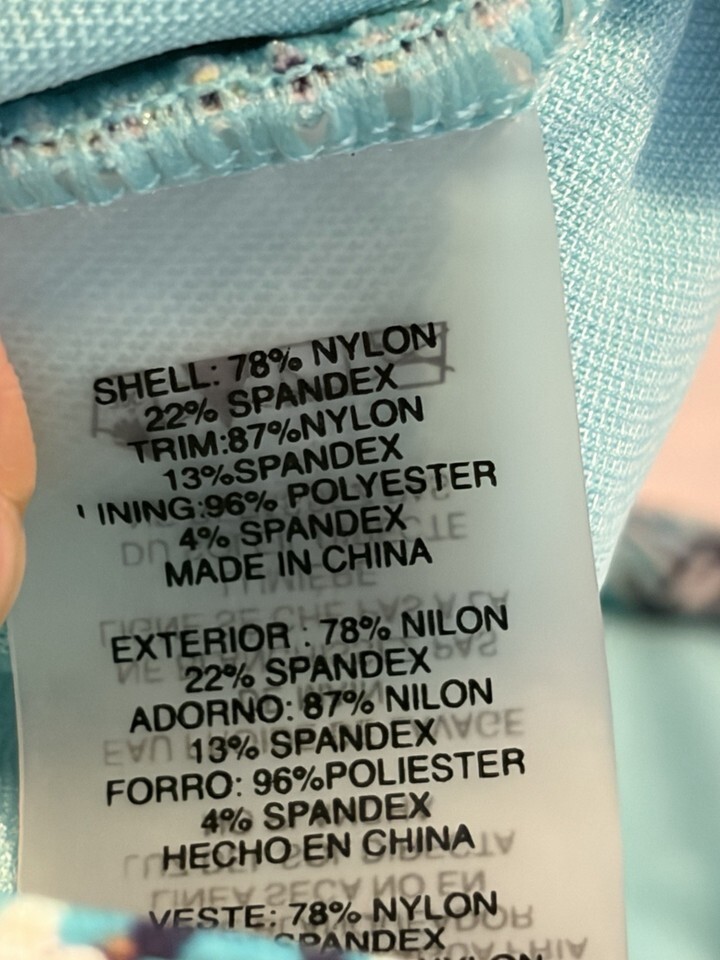 SHELL: 78% NYLON
22% SPANDEX
TRIM:87%NYLON
13%SPANDEX
INING:96% POLYESTER
4% SPANDEX
MADE IN CHINA
EXTERIOR : 78% NILON
22% SPANDEX
ADORNO: 87% NILON
13% SPANDEX
FORRO: 96%POLIESTER
4% SPANDEX
HECHO EN CHINA
VESTE: 78% NYLON
SPANDEX